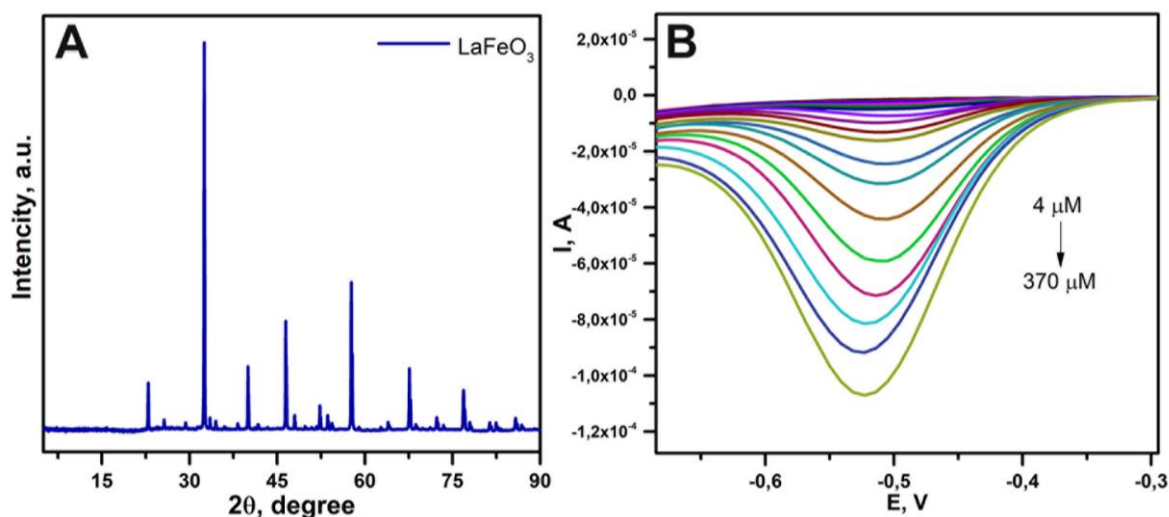 A
LaFeO₃
Intencity, a.u.
15 30 45 60 75 90
2θ, degree
B
2,0x10⁻⁵
0,0
-2,0x10⁻⁵
-4,0x10⁻⁵
-6,0x10⁻⁵
-8,0x10⁻⁵
-1,0x10⁻⁴
-1,2x10⁻⁴
I, A
4 μM
370 μM
-0,6 -0,5 -0,4 -0,3
E, V